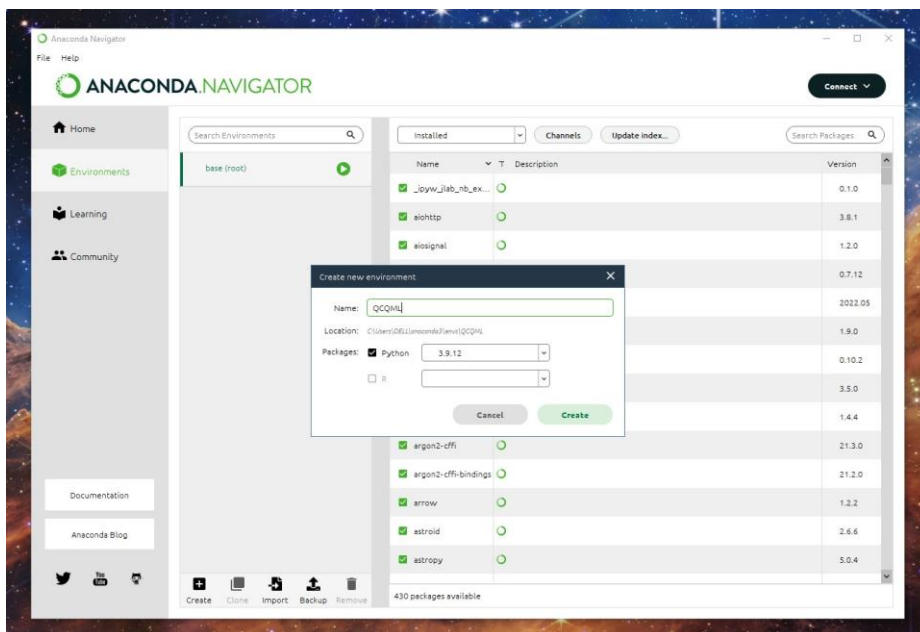 Anaconda Navigator
File Help
ANACONDA.NAVIGATOR
Connect
Home
Environments
Learning
Community
Documentation
Anaconda Blog
Search Environments
base (root)
Create Clone Import Backup Remove
Installed Channels Update index... Search Packages
Name T Description Version
_ipyw_jlab_nb_ex... 0.1.0
aiohttp 3.8.1
aiosignal 1.2.0
0.7.12
2022.05
1.9.0
0.10.2
3.5.0
1.4.4
argon2-cffi 21.3.0
argon2-cffi-bindings 21.2.0
arrow 1.2.2
astroid 2.6.6
astropy 5.0.4
430 packages available
Create new environment
Name: QCQML
Location: C:\Users\DELL\anaconda3\envs\QCQML
Packages: Python 3.9.12
R
Cancel Create
You
Tube